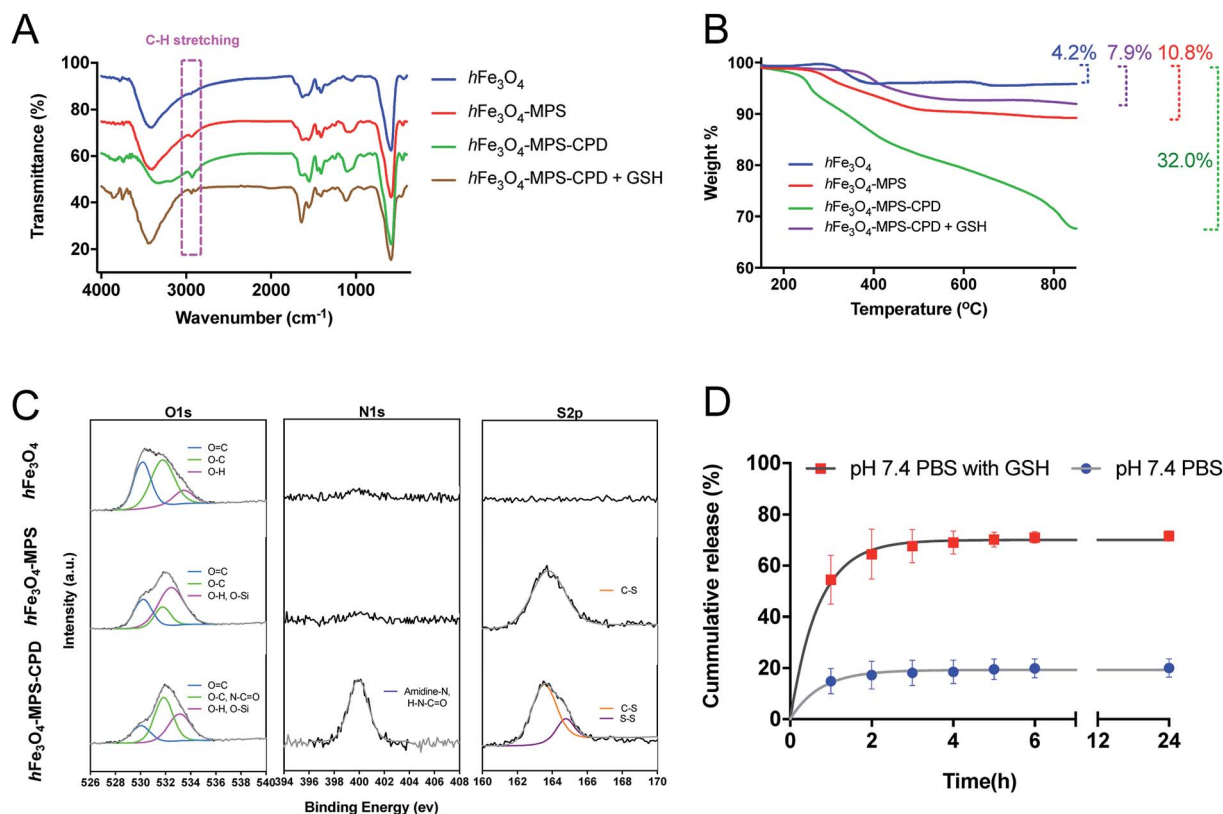 A
C-H stretching
100
80
60
40
20
4000
3000
2000
1000
Transmittance (%)
Wavenumber (cm⁻¹)
hFe₃O₄
hFe₃O₄-MPS
hFe₃O₄-MPS-CPD
hFe₃O₄-MPS-CPD + GSH
B
4.2%
7.9%
10.8%
32.0%
100
90
80
70
60
200
400
600
800
Weight %
Temperature (ºC)
hFe₃O₄
hFe₃O₄-MPS
hFe₃O₄-MPS-CPD
hFe₃O₄-MPS-CPD + GSH
C
O1s
N1s
S2p
hFe₃O₄
hFe₃O₄-MPS
hFe₃O₄-MPS-CPD
Intensity (a.u.)
O=C
O-C
O-H
O=C
O-C
O-H, O-Si
C-S
O=C
O-C, N-C=O
O-H, O-Si
Amidine-N,
H-N-C=O
C-S
S-S
526 528 530 532 534 536 538 540
394 396 398 400 402 404 406 408
160 162 164 166 168 170
Binding Energy (ev)
D
pH 7.4 PBS with GSH
pH 7.4 PBS
100
80
60
40
20
0
0 2 4 6 12 24
Cummulative release (%)
Time(h)